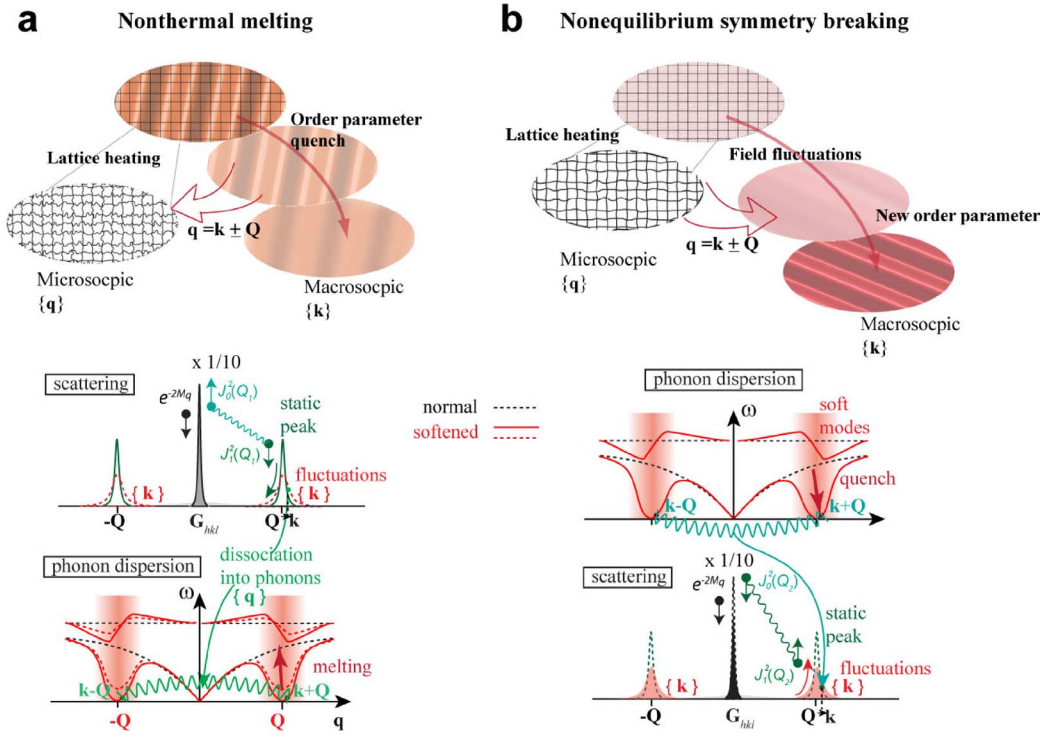 a
Nonthermal melting
Order parameter
quench
Lattice heating
q =k ± Q
Microsocpic
{q}
Macrosocpic
{k}
x 1/10
scattering
e^-2Mq
J₀²(Q₁)
J₁²(Q₁)
static
peak
fluctuations
{ k }
{ k }
-Q
G_hkl
Q k
normal
softened
phonon dispersion
dissociation
into phonons
{ q }
ω
melting
k-Q
k+Q
-Q
Q
q
b
Nonequilibrium symmetry breaking
Lattice heating
Field fluctuations
New order parameter
q =k ± Q
Microsocpic
{q}
Macrosocpic
{k}
phonon dispersion
ω
soft
modes
quench
k-Q
k+Q
x 1/10
scattering
e^-2Mq
J₀²(Q₂)
J₁²(Q₂)
static
peak
fluctuations
{ k }
{ k }
-Q
G_hkl
Q k